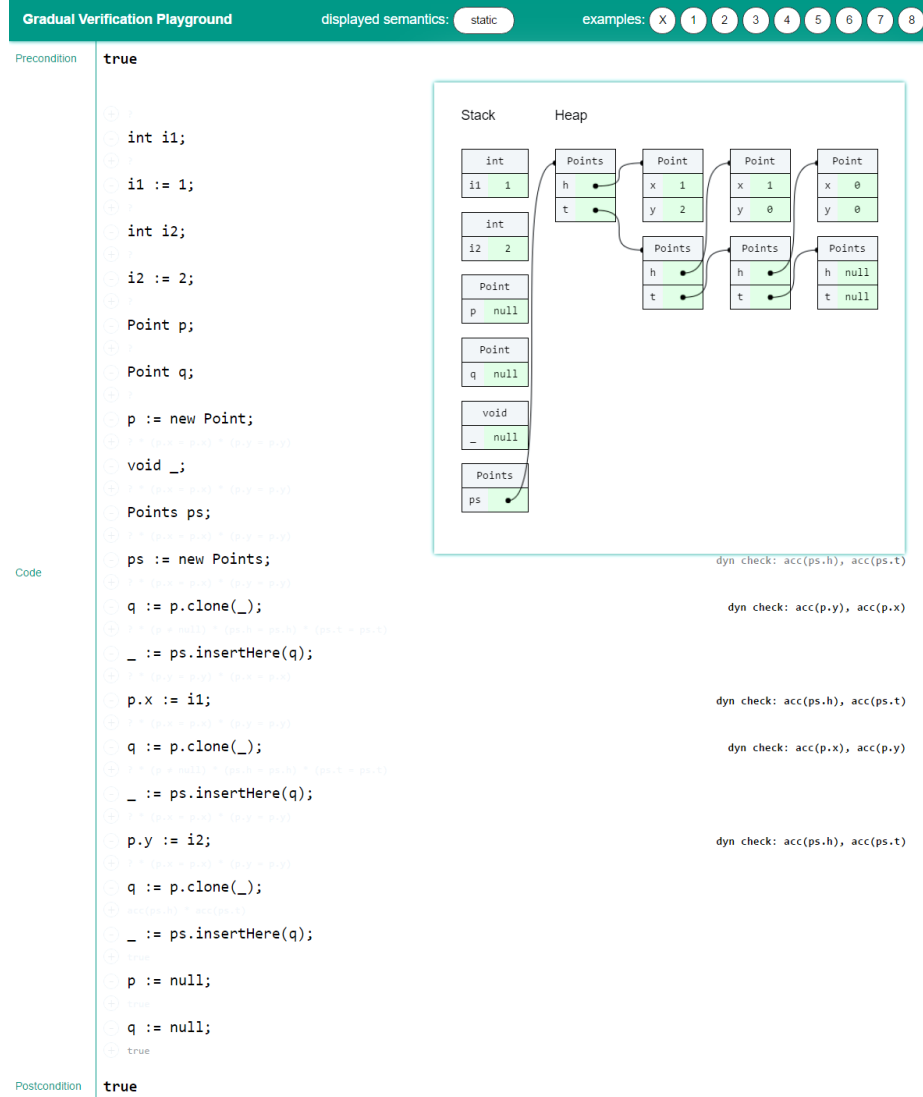 Gradual Verification Playground displayed semantics: static examples: X 1 2 3 4 5 6 7 8
Precondition true
Stack Heap
int i1;
int Points Point Point Point
i1 1 h x 1 x 1 x 0
t y 2 y 0 y 0
i1 := 1;
int i2;
int
i2 2
Points Points Points
h h h null
t t t null
i2 := 2;
Point
p null
Point p;
Point
q null
Point q;
void
_ null
p := new Point;
void _;
Points
ps
Points ps;
ps := new Points; dyn check: acc(ps.h), acc(ps.t)
Code
q := p.clone(_); dyn check: acc(p.y), acc(p.x)
_ := ps.insertHere(q);
p.x := i1; dyn check: acc(ps.h), acc(ps.t)
q := p.clone(_); dyn check: acc(p.x), acc(p.y)
_ := ps.insertHere(q);
p.y := i2; dyn check: acc(ps.h), acc(ps.t)
q := p.clone(_);
acc(ps.h) * acc(ps.t)
_ := ps.insertHere(q);
true
p := null;
true
q := null;
true
Postcondition true